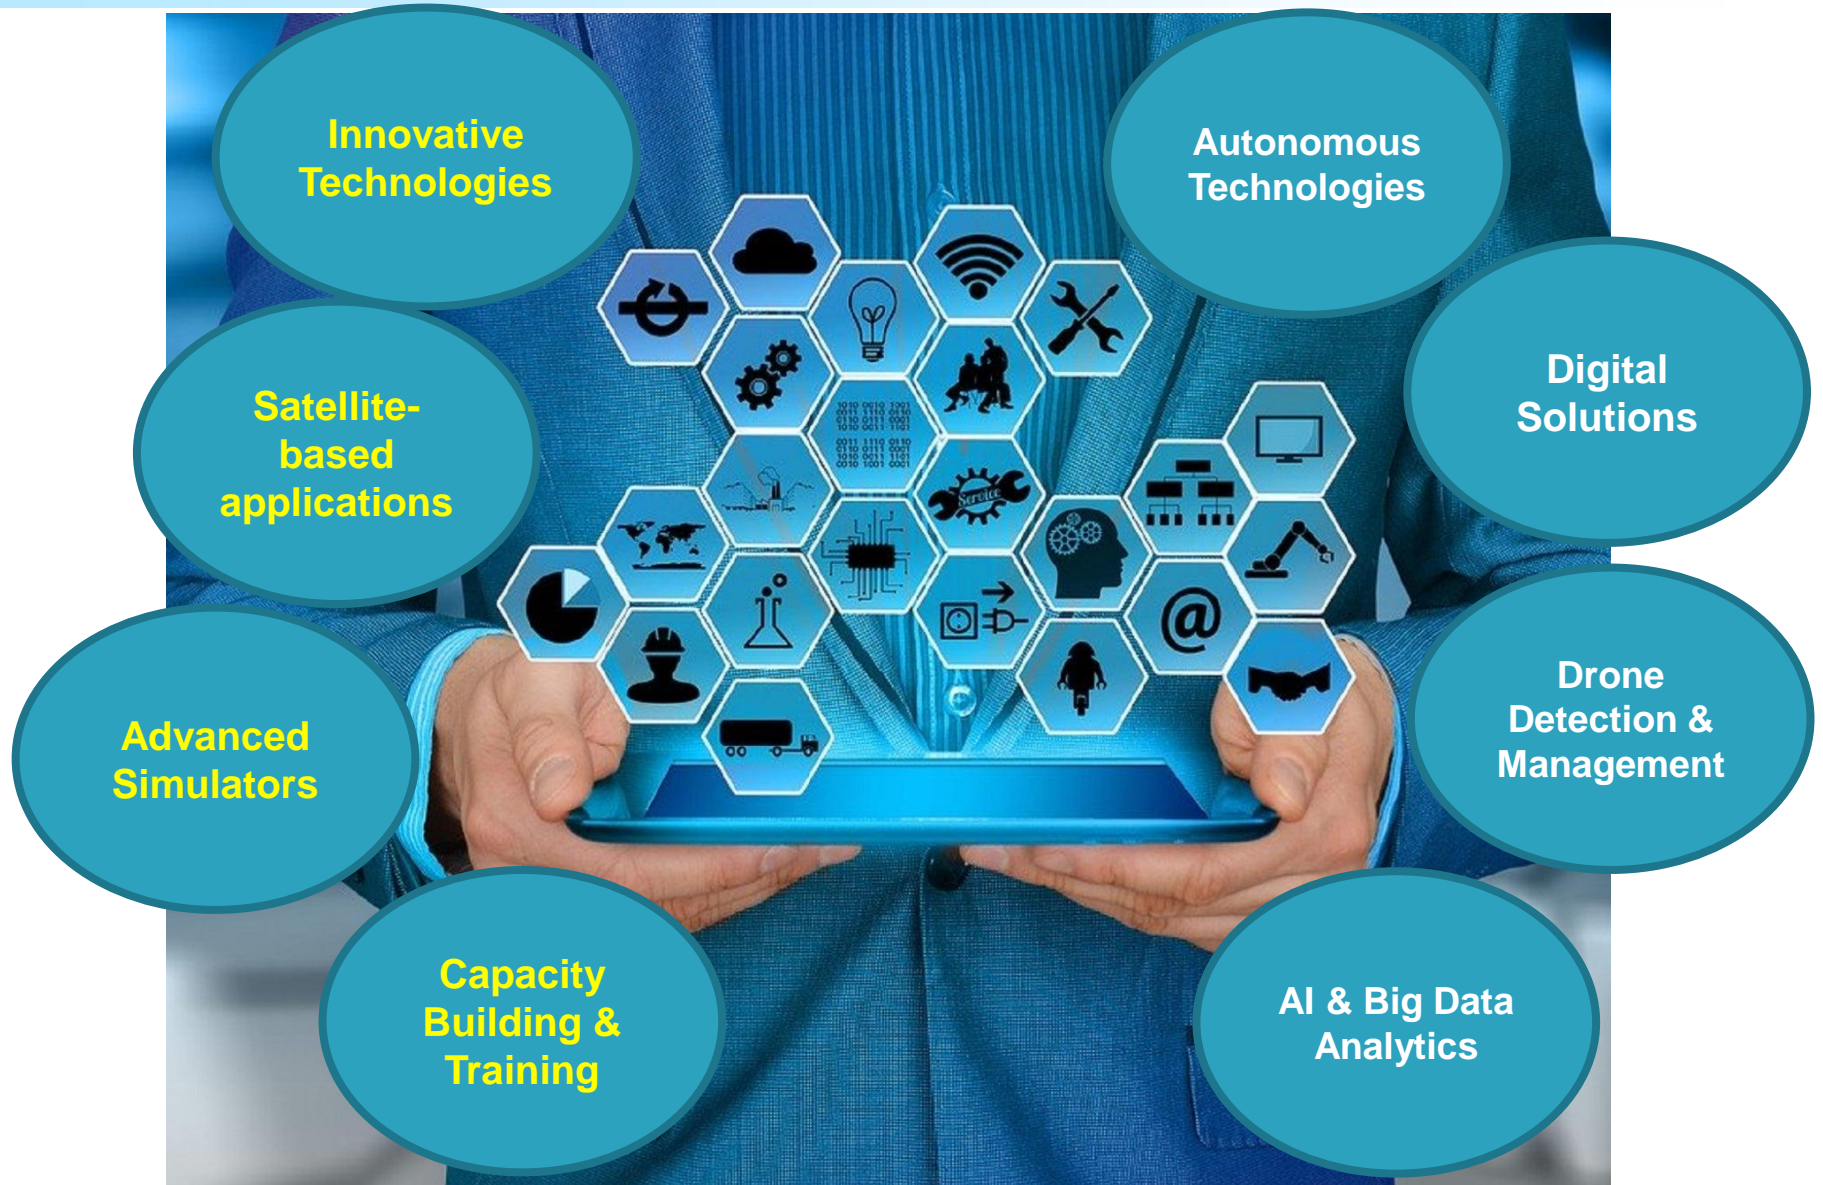 Innovative
Technologies
Autonomous
Technologies
Satellite-
based
applications
Digital
Solutions
Advanced
Simulators
Drone
Detection &
Management
Capacity
Building &
Training
AI & Big Data
Analytics
Service
@